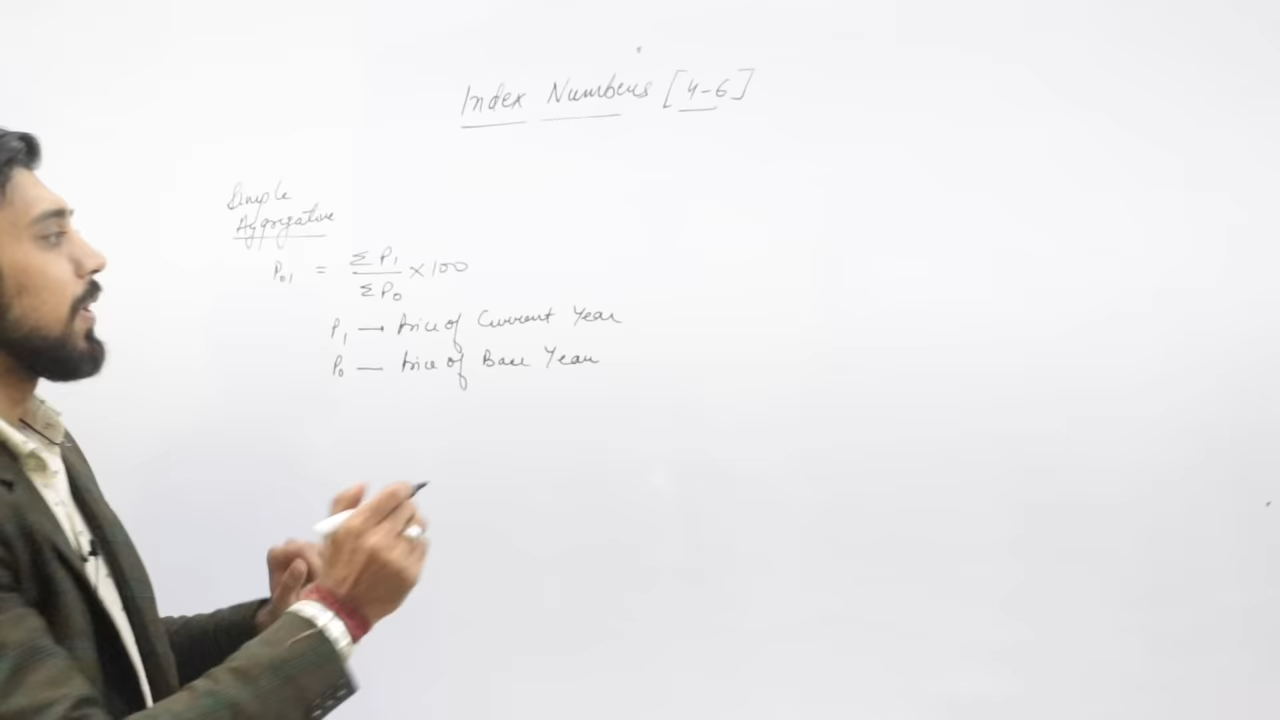 Index Numbers [4-6]
Simple
Aggregative
P01 = ΣP1 / ΣP0 × 100
P1 → Price of Current Year
P0 — Price of Base Year